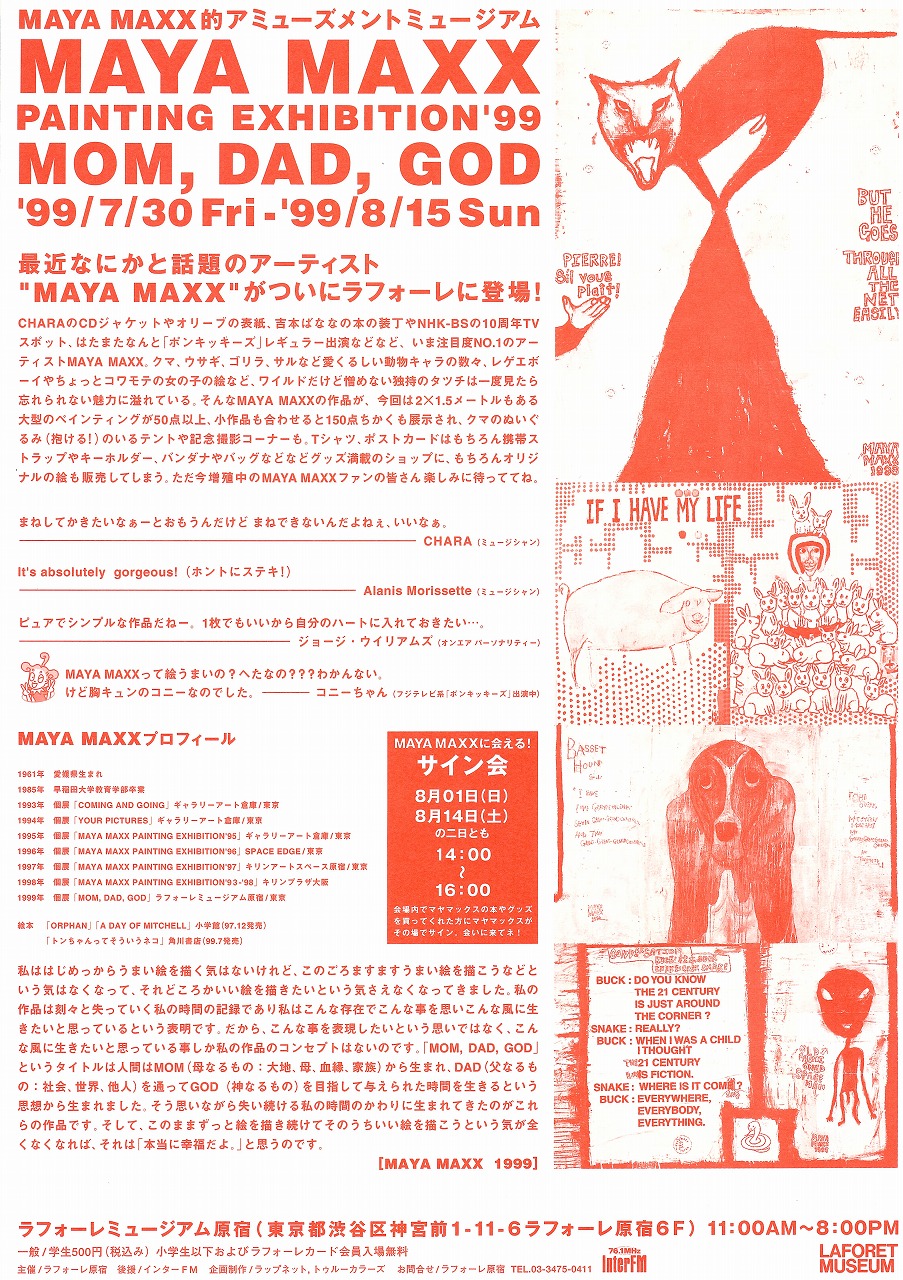 MAYA MAXX的アミューズメントミュージアム
MAYA MAXX
PAINTING EXHIBITION'99
MOM, DAD, GOD
'99/7/30 Fri - '99/8/15 Sun
最近なにかと話題のアーティスト
"MAYA MAXX"がついにラフォーレに登場!
CHARAのCDジャケットやオリーブの表紙、吉本ばななの本の装丁やNHK-BSの10周年TV
スポット、はたまたなんと「ポンキッキーズ」レギュラー出演などなど、いま注目度NO.1のアー
ティストMAYA MAXX。クマ、ウサギ、ゴリラ、サルなど愛くるしい動物キャラの数々、レゲエボ
ーイやちょっとコワモテの女の子の絵など、ワイルドだけど憎めない独特のタッチは一度見たら
忘れられない魅力に溢れている。そんなMAYA MAXXの作品が、今回は2×1.5メートルもある
大型のペインティングが50点以上、小作品も合わせると150点ちかくも展示され、クマのぬいぐ
るみ(抱ける!)のいるテントや記念撮影コーナーも。Tシャツ、ポストカードはもちろん携帯ス
トラップやキーホルダー、バンダナやバッグなどなどグッズ満載のショップに、もちろんオリジ
ナルの絵も販売してしまう。ただ今増殖中のMAYA MAXXファンの皆さん楽しみに待っててね。
まねしてかきたいなぁーとおもうんだけど まねできないんだよねぇ、いいなぁ。
CHARA (ミュージシャン)
It's absolutely gorgeous! (ホントにステキ!)
Alanis Morissette (ミュージシャン)
ピュアでシンプルな作品だねー。1枚でもいいから自分のハートに入れておきたい…。
ジョージ・ウイリアムズ (オンエア パーソナリティー)
MAYA MAXXって絵うまいの?へたなの???わかんない。
けど胸キュンのコニーなのでした。 コニーちゃん (フジテレビ系「ポンキッキーズ」出演中)
MAYA MAXXプロフィール
1961年 愛媛県生まれ
1985年 早稲田大学教育学部卒業
1993年 個展「COMING AND GOING」ギャラリーアート倉庫/東京
1994年 個展「YOUR PICTURES」ギャラリーアート倉庫/東京
1995年 個展「MAYA MAXX PAINTING EXHIBITION'95」ギャラリーアート倉庫/東京
1996年 個展「MAYA MAXX PAINTING EXHIBITION'96」SPACE EDGE/東京
1997年 個展「MAYA MAXX PAINTING EXHIBITION'97」キリンアートスペース原宿/東京
1998年 個展「MAYA MAXX PAINTING EXHIBITION'93-'98」キリンプラザ大阪
1999年 個展「MOM, DAD, GOD」ラフォーレミュージアム原宿/東京
絵本 「ORPHAN」「A DAY OF MITCHELL」小学館(97.12発売)
「トンちゃんってそういうネコ」角川書店(99.7発売)
MAYA MAXXに会える!
サイン会
8月01日(日)
8月14日(土)
の二日とも
14:00
~
16:00
会場内でマヤマックスの本やグッズ
を買ってくれた方にマヤマックスが
その場でサイン、会いに来てネ!
私ははじめっからうまい絵を描く気はないけれど、このごろますますうまい絵を描こうなどと
いう気はなくなって、それどころかいい絵を描きたいという気さえなくなってきました。私の
作品は刻々と失っていく私の時間の記録であり私はこんな存在でこんな事を思いこんな風に生
きたいと思っているという表明です。だから、こんな事を表現したいという思いではなく、こん
な風に生きたいと思っている事しか私の作品のコンセプトはないのです。「MOM, DAD, GOD」
というタイトルは人間はMOM(母なるもの:大地、母、血縁、家族)から生まれ、DAD(父なるも
の:社会、世界、他人)を通ってGOD(神なるもの)を目指して与えられた時間を生きるという
思想から生まれました。そう思いながら失い続ける私の時間のかわりに生まれてきたのがこれ
らの作品です。そして、このままずっと絵を描き続けてそのうちいい絵を描こうという気が全
くなくなれば、それは「本当に幸福だよ。」と思うのです。
[MAYA MAXX 1999]
BUT
HE
GOES
THROUGH
ALL
THE
NET
EASILY
PIERRE!
Sil vous
Plait!
MAYA
MAXX
1998
IF I HAVE MY LIFE
BASSET
HOUND
BUCK : DO YOU KNOW
THE 21 CENTURY
IS JUST AROUND
THE CORNER ?
SNAKE : REALLY?
BUCK : WHEN I WAS A CHILD
I THOUGHT
THE 21 CENTURY
IS FICTION.
SNAKE : WHERE IS IT COMING?
BUCK : EVERYWHERE,
EVERYBODY,
EVERYTHING.
ラフォーレミュージアム原宿(東京都渋谷区神宮前1-11-6ラフォーレ原宿6F) 11:00AM~8:00PM
一般/学生500円(税込み) 小学生以下およびラフォーレカード会員入場無料
主催/ラフォーレ原宿 後援/インターFM 企画制作/ラップネット, トゥルーカラーズ お問合せ/ラフォーレ原宿 TEL.03-3475-0411
76.1MHz
InterFM
LAFORET
MUSEUM